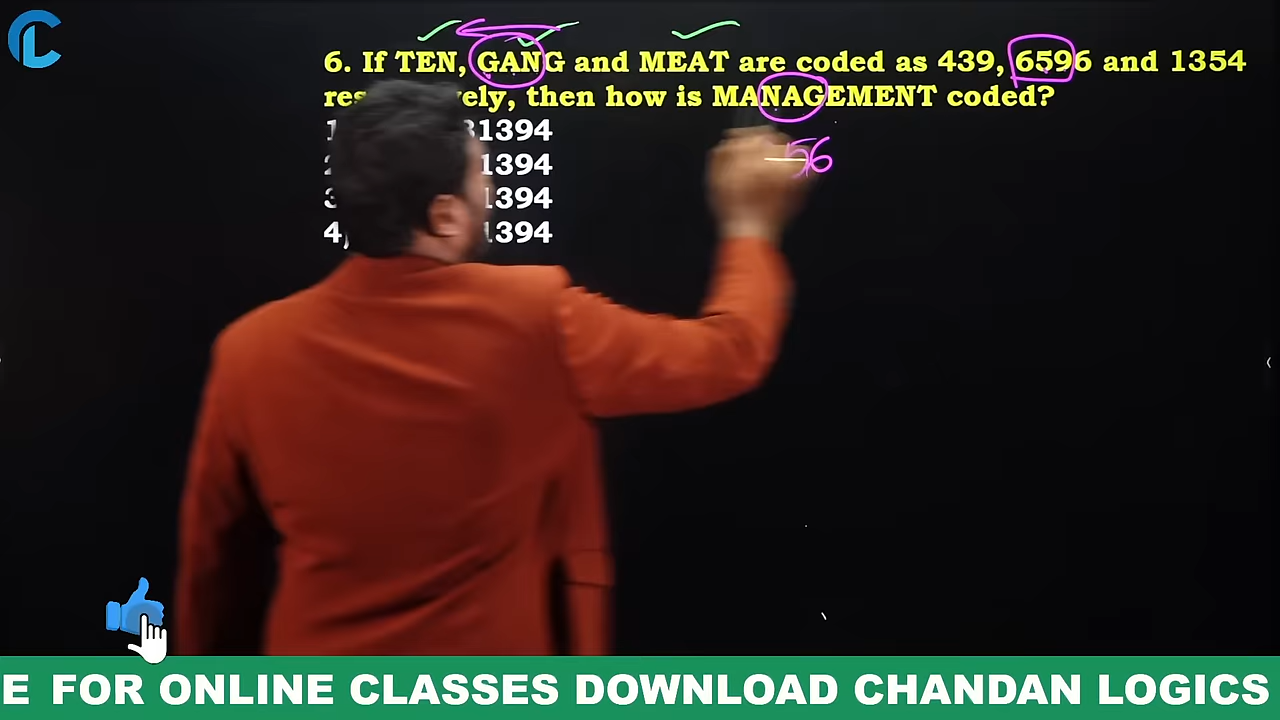 6. If TEN, GANG and MEAT are coded as 439, 6596 and 1354
then how is MANAGEMENT coded?
1394
1394
1394
4) 1394
56
E FOR ONLINE CLASSES DOWNLOAD CHANDAN LOGICS